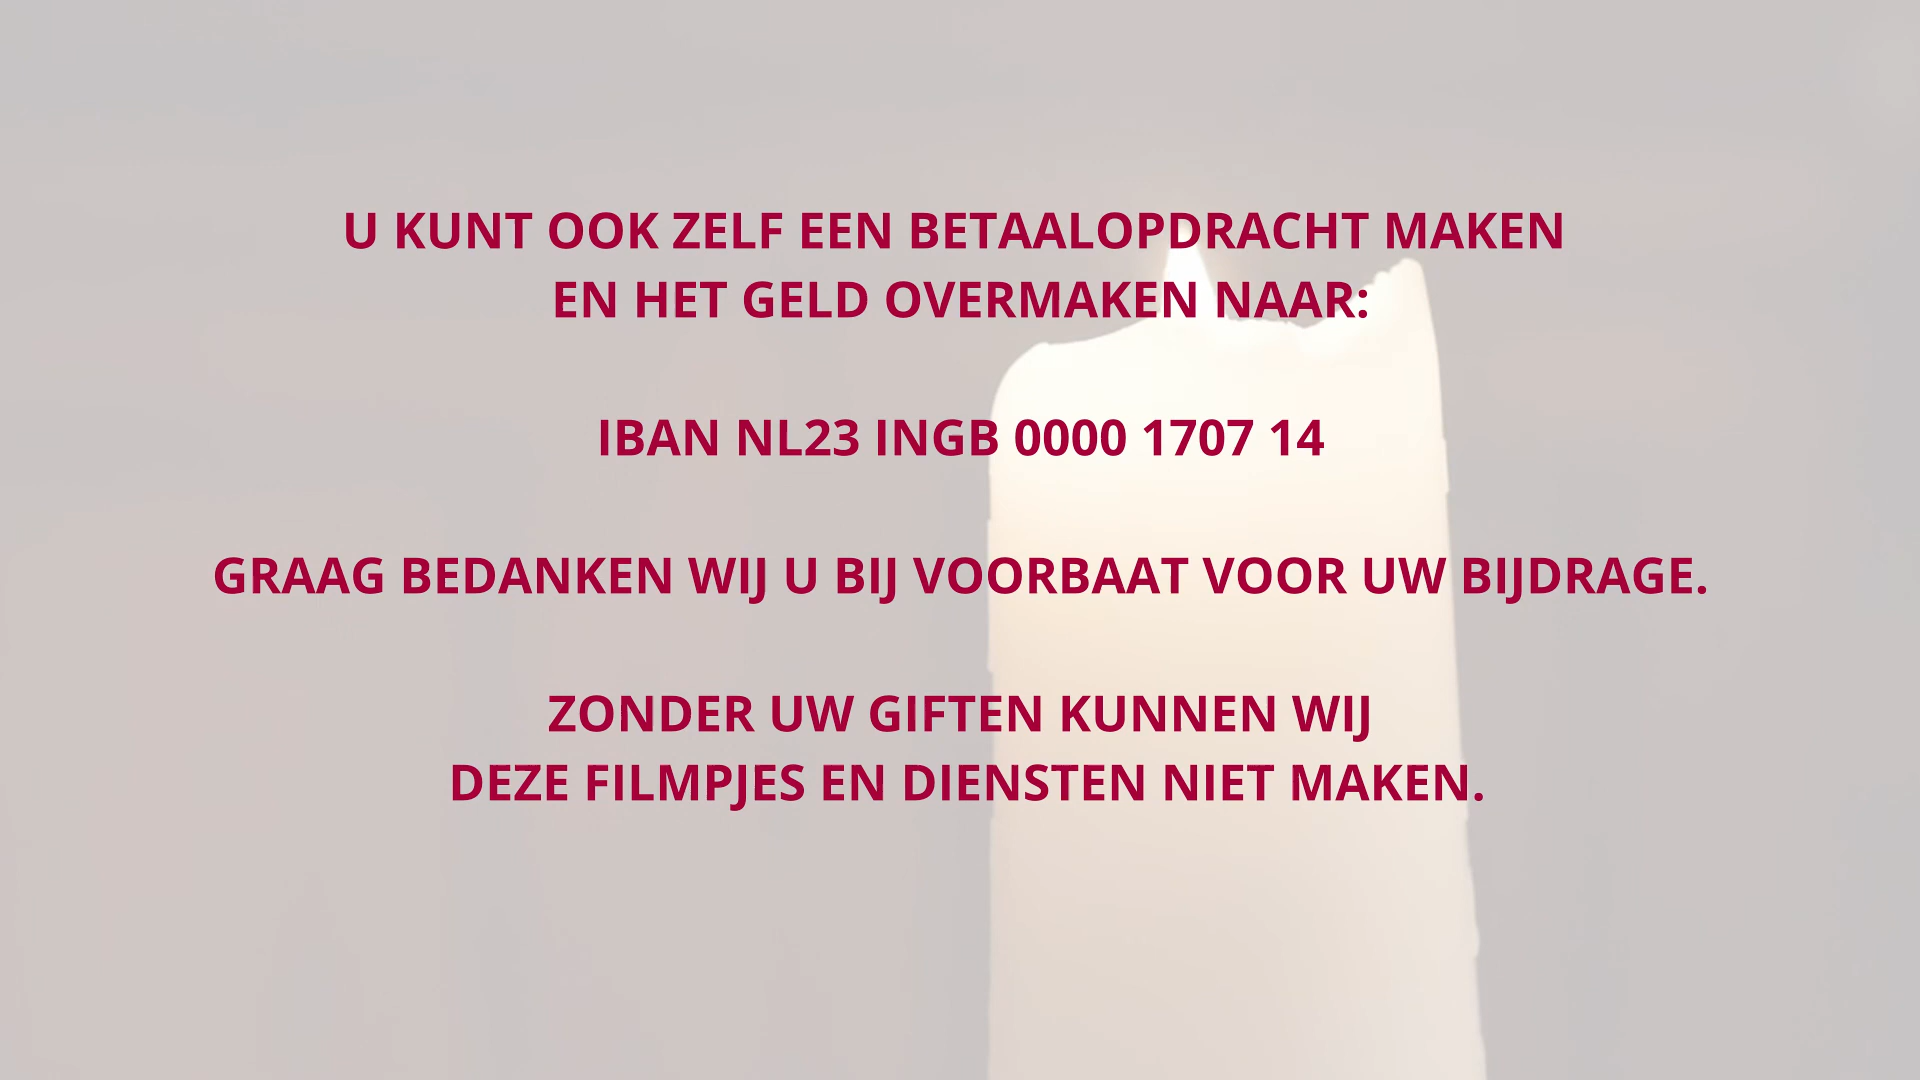 U KUNT OOK ZELF EEN BETAALOPDRACHT MAKEN
EN HET GELD OVERMAKEN NAAR:
IBAN NL23 INGB 0000 1707 14
GRAAG BEDANKEN WIJ U BIJ VOORBAAT VOOR UW BIJDRAGE.
ZONDER UW GIFTEN KUNNEN WIJ
DEZE FILMPJES EN DIENSTEN NIET MAKEN.